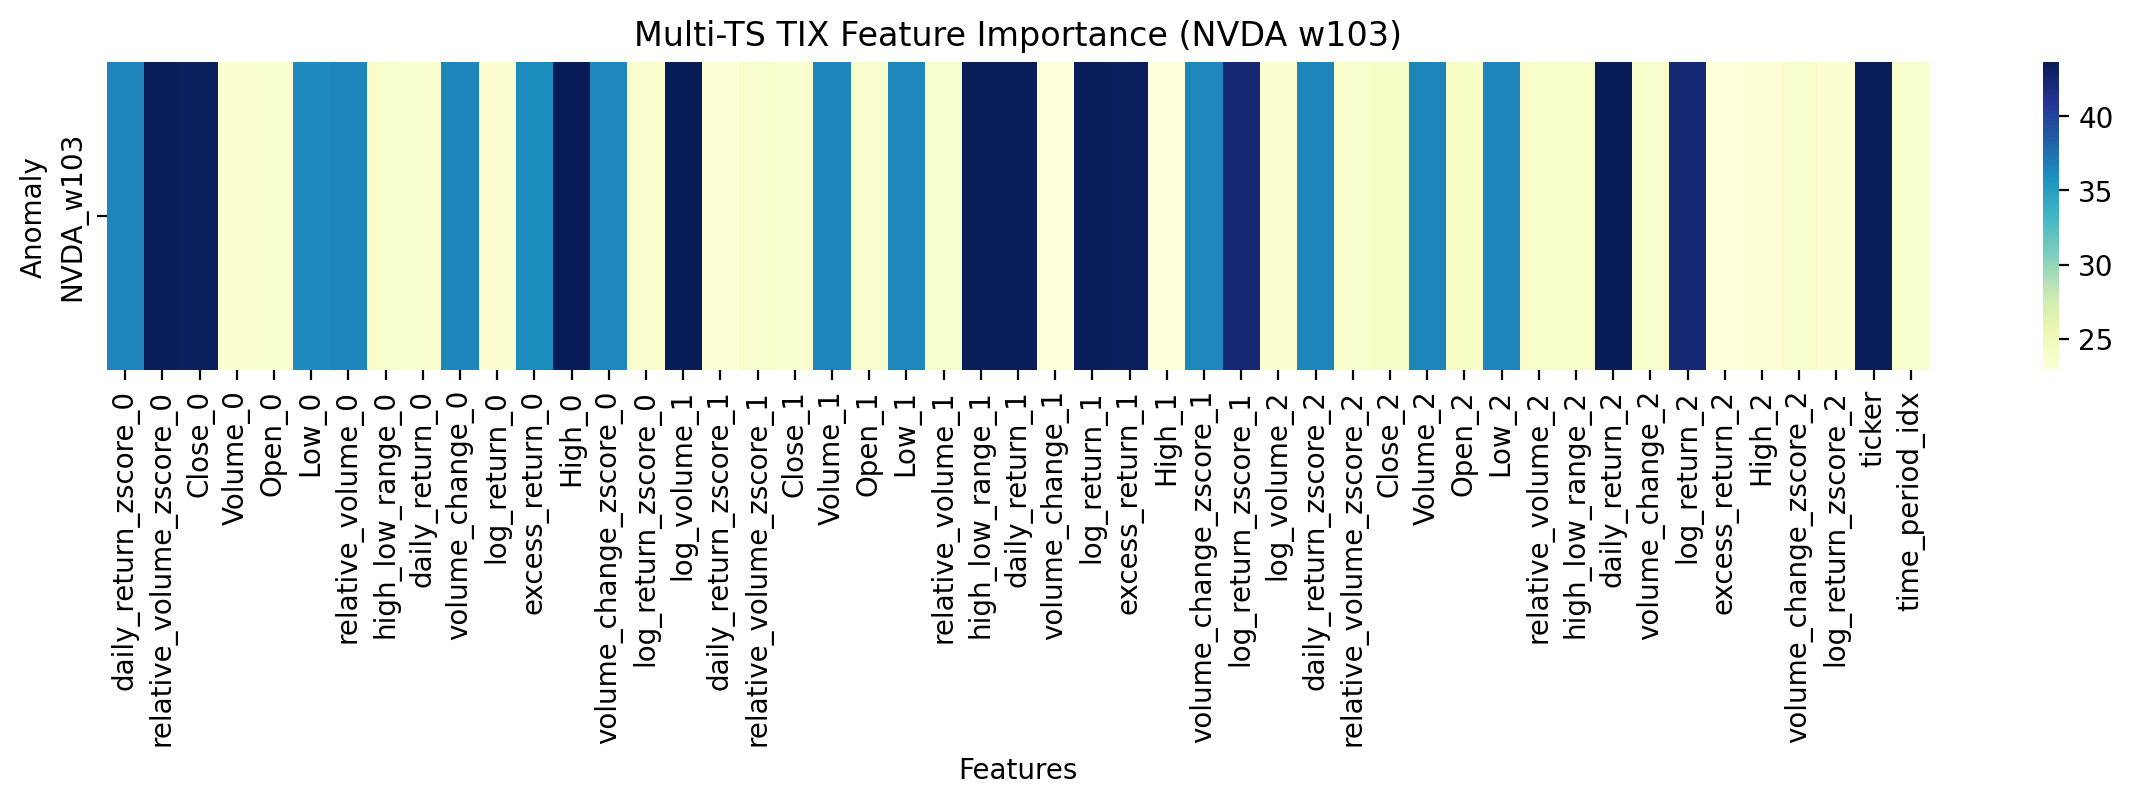 Multi-TS TIX Feature Importance (NVDA w103)
Anomaly
NVDA_w103
40
35
30
25
daily_return_zscore_0
relative_volume_zscore_0
Close_0
Volume_0
Open_0
Low_0
relative_volume_0
high_low_range_0
daily_return_0
volume_change_0
log_return_0
excess_return_0
High_0
volume_change_zscore_0
log_return_zscore_0
log_volume_1
daily_return_zscore_1
relative_volume_zscore_1
Close_1
Volume_1
Open_1
Low_1
relative_volume_1
high_low_range_1
daily_return_1
volume_change_1
log_return_1
excess_return_1
High_1
volume_change_zscore_1
log_return_zscore_1
log_volume_2
daily_return_zscore_2
relative_volume_zscore_2
Close_2
Volume_2
Open_2
Low_2
relative_volume_2
high_low_range_2
daily_return_2
volume_change_2
log_return_2
excess_return_2
High_2
volume_change_zscore_2
log_return_zscore_2
ticker
time_period_idx
Features